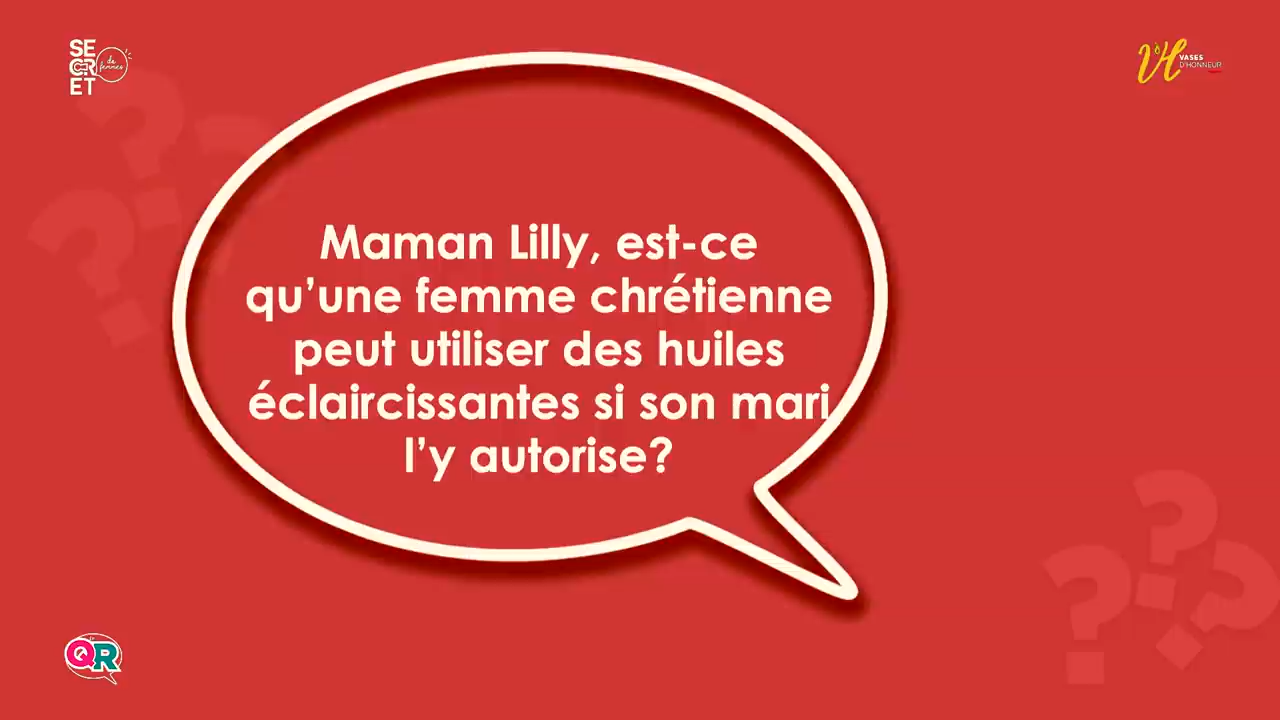 SE
CR
ET
de
femmes
VH
VASES
D'HONNEUR
Maman Lilly, est-ce
qu'une femme chrétienne
peut utiliser des huiles
éclaircissantes si son mari
l'y autorise?
QR